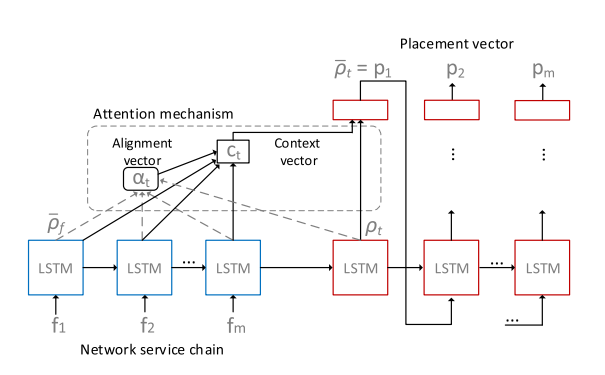 Placement vector
ρ̄t = p1
p2
pm
Attention mechanism
Alignment
vector
Context
vector
ct
αt
...
...
ρ̄f
ρt
LSTM
LSTM
...
LSTM
LSTM
LSTM
...
LSTM
f1
f2
fm
...
Network service chain